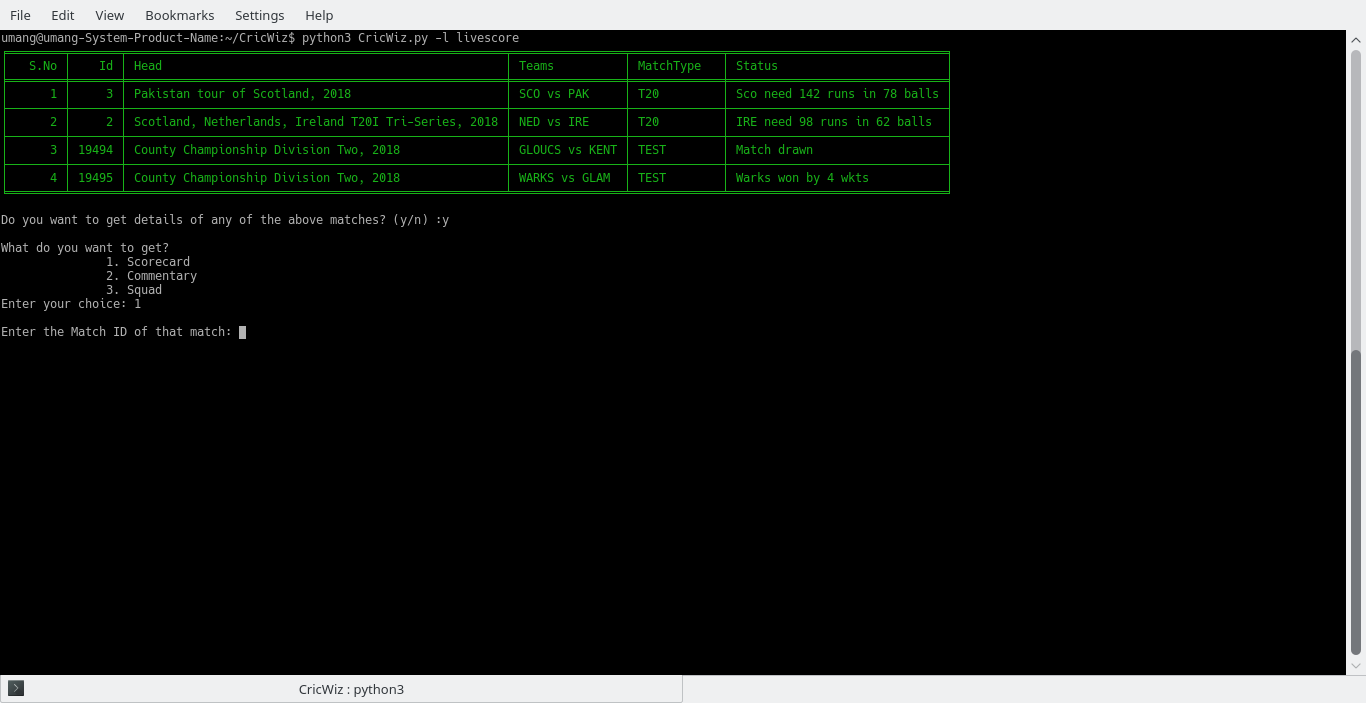 File Edit View Bookmarks Settings Help
umang@umang-System-Product-Name:~/CricWiz$ python3 CricWiz.py -l livescore
S.No Id Head Teams MatchType Status
1 3 Pakistan tour of Scotland, 2018 SCO vs PAK T20 Sco need 142 runs in 78 balls
2 2 Scotland, Netherlands, Ireland T20I Tri-Series, 2018 NED vs IRE T20 IRE need 98 runs in 62 balls
3 19494 County Championship Division Two, 2018 GLOUCS vs KENT TEST Match drawn
4 19495 County Championship Division Two, 2018 WARKS vs GLAM TEST Warks won by 4 wkts
Do you want to get details of any of the above matches? (y/n) :y
What do you want to get?
1. Scorecard
2. Commentary
3. Squad
Enter your choice: 1
Enter the Match ID of that match:
CricWiz : python3